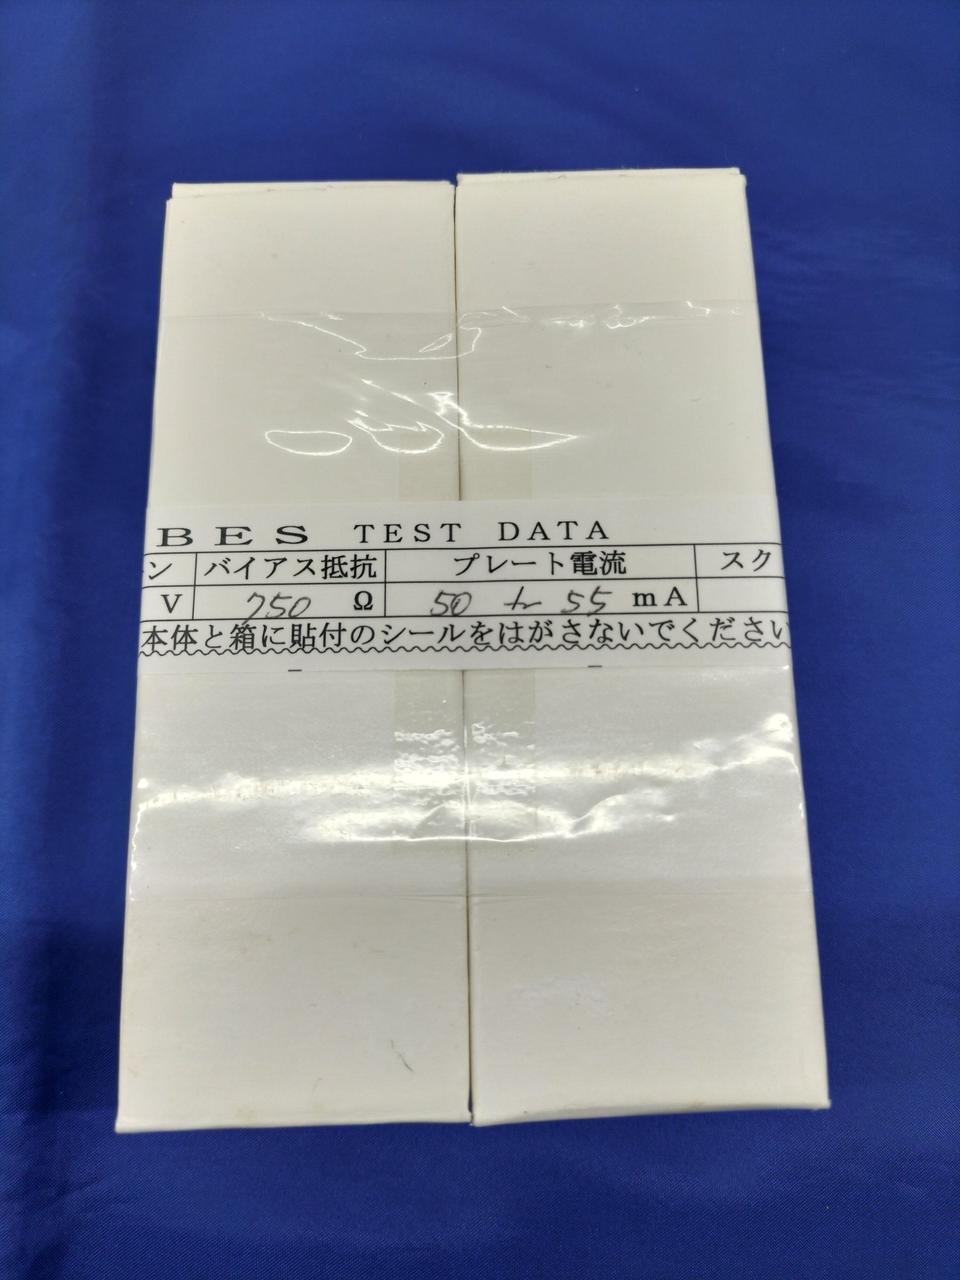 BES TEST DATA
ン バイアス抵抗 プレート電流 スク
V 750 Ω 50 〜 55 mA
本体と箱に貼付のシールをはがさないでください